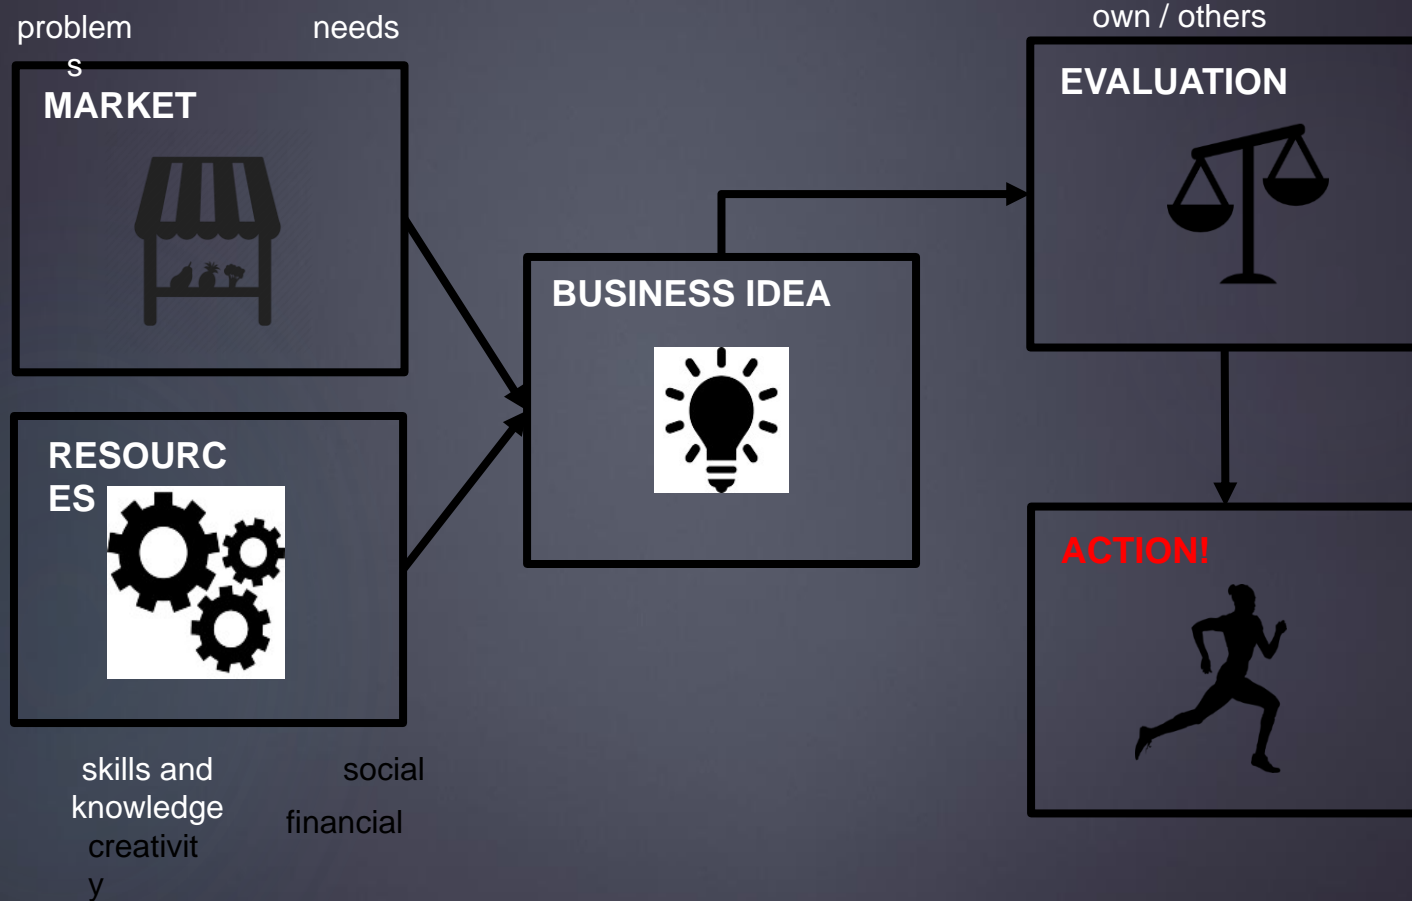 problem
s
needs
MARKET
RESOURC
ES
skills and
knowledge
creativit
y
social
financial
BUSINESS IDEA
own / others
EVALUATION
ACTION!